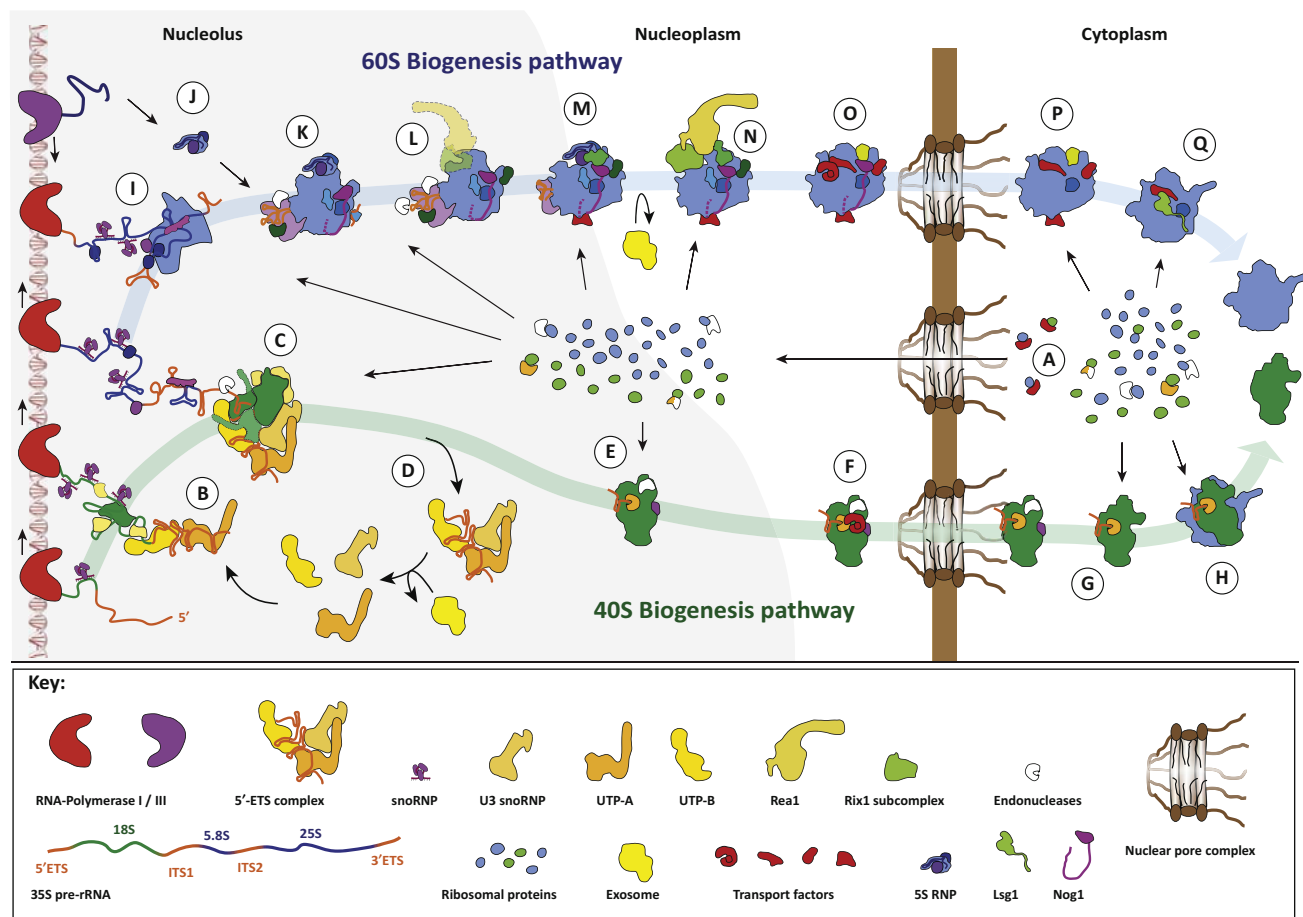 Nucleolus
Nucleoplasm
Cytoplasm
60S Biogenesis pathway
J
K
L
M
N
O
P
Q
I
C
A
B
D
E
F
G
H
5′
40S Biogenesis pathway
Key:
RNA-Polymerase I / III
5′-ETS complex
snoRNP
U3 snoRNP
UTP-A
UTP-B
Rea1
Rix1 subcomplex
Endonucleases
Nuclear pore complex
18S
5.8S
25S
5′ETS
ITS1
ITS2
3′ETS
35S pre-rRNA
Ribosomal proteins
Exosome
Transport factors
5S RNP
Lsg1
Nog1